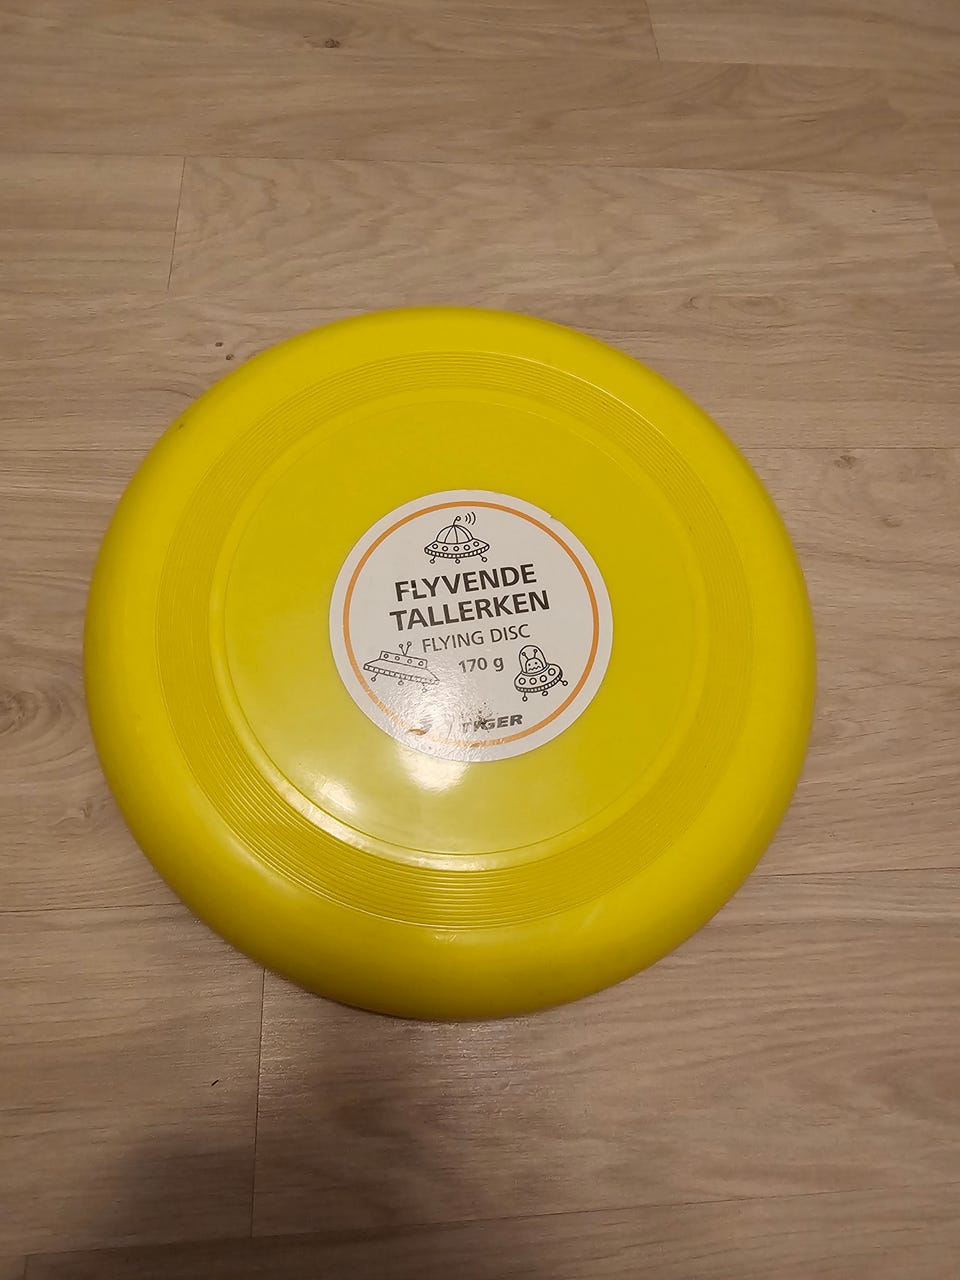 FLYVENDE
TALLERKEN
FLYING DISC
170 g
TIGER